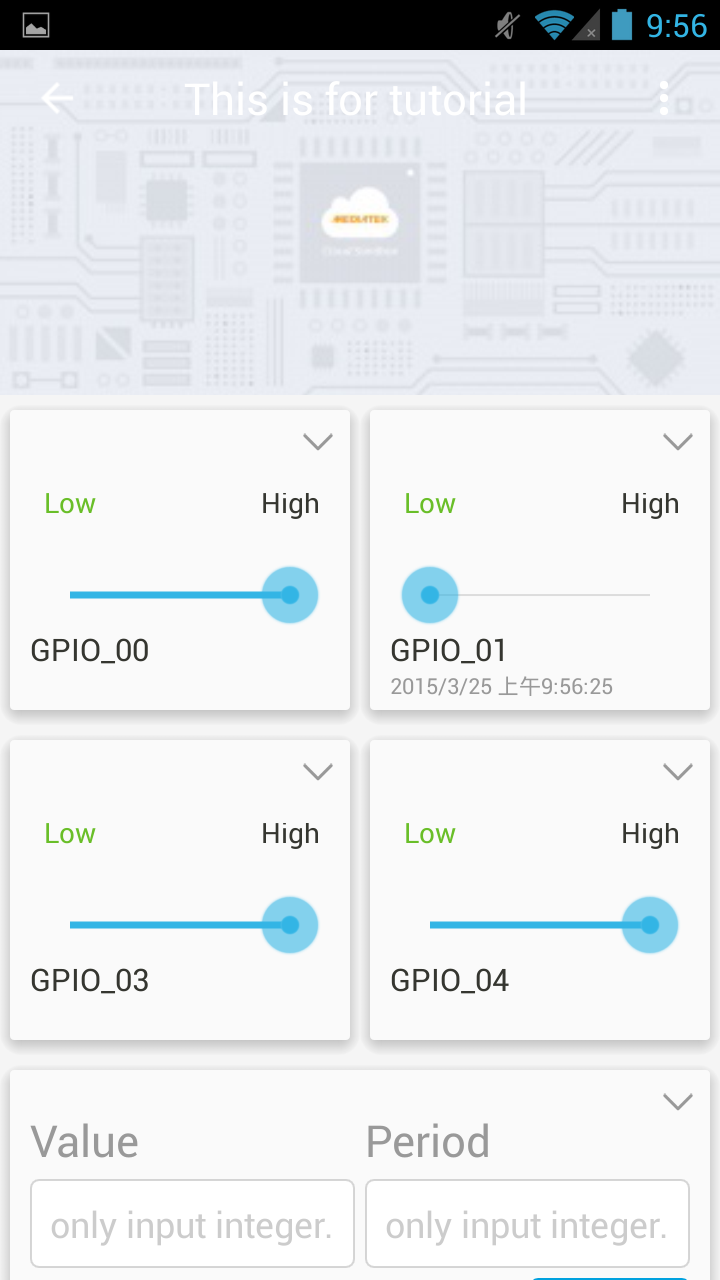 9:56
This is for tutorial
MEDIATEK
Low High
GPIO_00
Low High
GPIO_01
2015/3/25 上午9:56:25
Low High
GPIO_03
Low High
GPIO_04
Value Period
only input integer. only input integer.